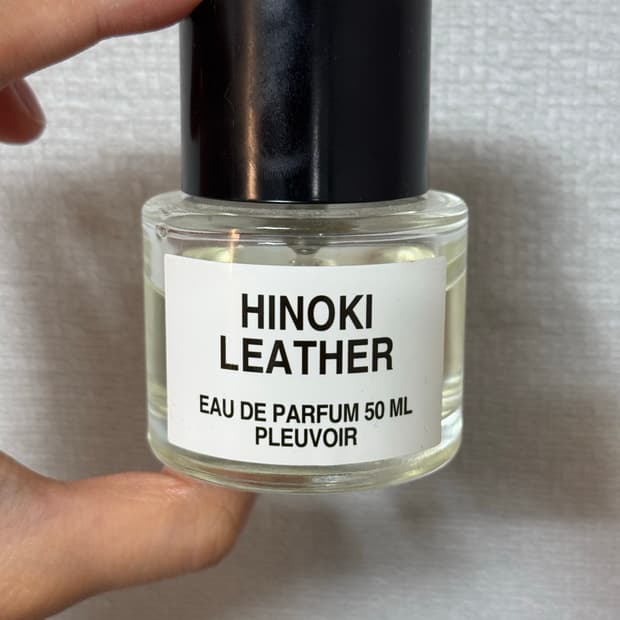 HINOKI
LEATHER
EAU DE PARFUM 50 ML
PLEUVOIR